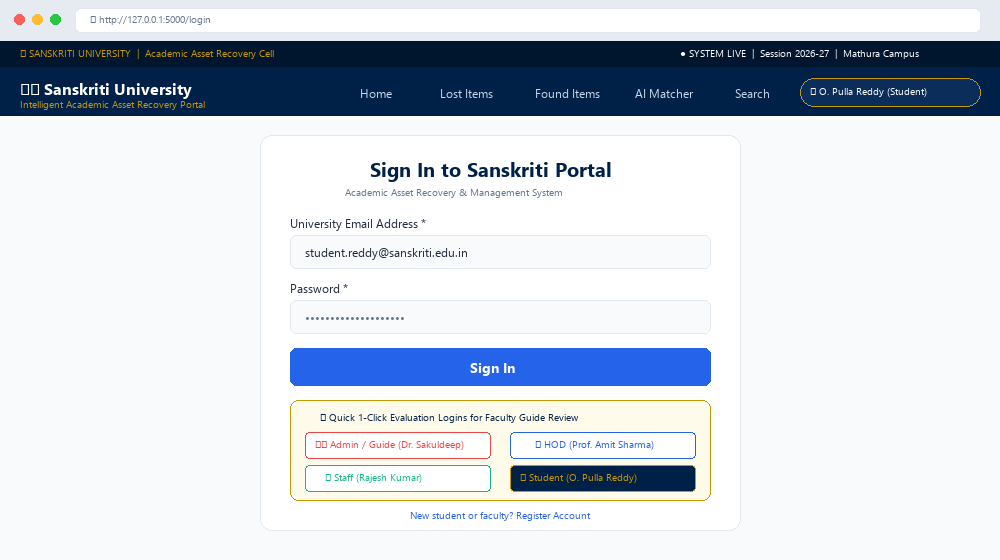 http://127.0.0.1:5000/login
SANSKRITI UNIVERSITY | Academic Asset Recovery Cell
● SYSTEM LIVE | Session 2026-27 | Mathura Campus
Sanskriti University
Intelligent Academic Asset Recovery Portal
Home
Lost Items
Found Items
AI Matcher
Search
O. Pulla Reddy (Student)
Sign In to Sanskriti Portal
Academic Asset Recovery & Management System
University Email Address *
student.reddy@sanskriti.edu.in
Password *
••••••••••••••••••••
Sign In
Quick 1-Click Evaluation Logins for Faculty Guide Review
Admin / Guide (Dr. Sakuldeep)
HOD (Prof. Amit Sharma)
Staff (Rajesh Kumar)
Student (O. Pulla Reddy)
New student or faculty? Register Account